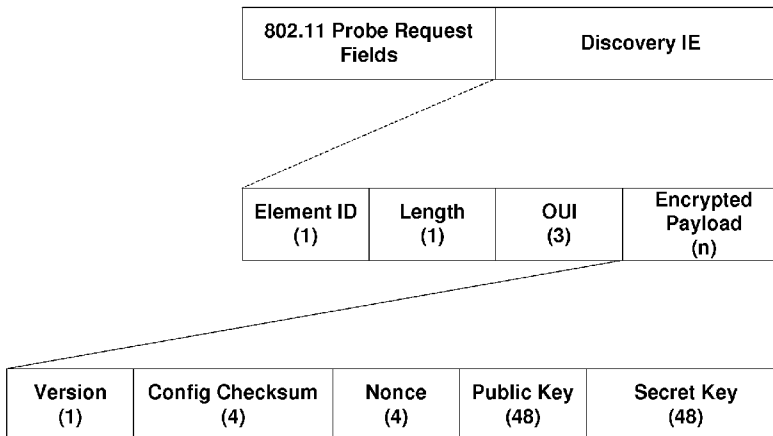 802.11 Probe Request
Fields
Discovery IE
Element ID
(1)
Length
(1)
OUI
(3)
Encrypted
Payload
(n)
Version
(1)
Config Checksum
(4)
Nonce
(4)
Public Key
(48)
Secret Key
(48)